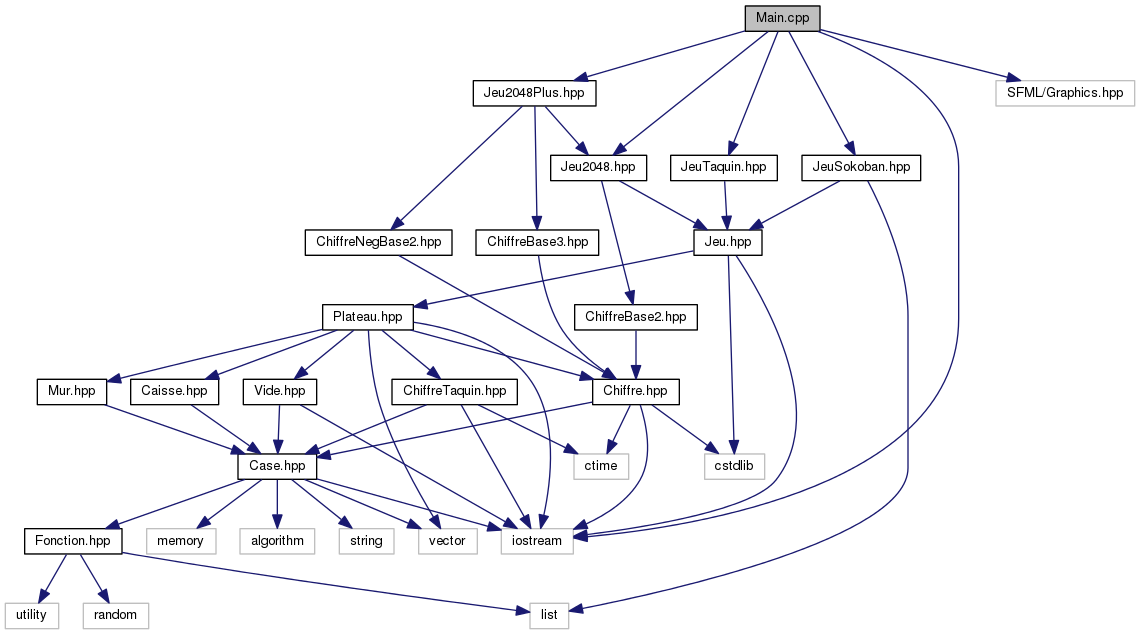 Main.cpp
Jeu2048Plus.hpp
SFML/Graphics.hpp
Jeu2048.hpp
JeuTaquin.hpp
JeuSokoban.hpp
ChiffreNegBase2.hpp
ChiffreBase3.hpp
Jeu.hpp
Plateau.hpp
ChiffreBase2.hpp
Mur.hpp
Caisse.hpp
Vide.hpp
ChiffreTaquin.hpp
Chiffre.hpp
Case.hpp
ctime
cstdlib
Fonction.hpp
memory
algorithm
string
vector
iostream
utility
random
list